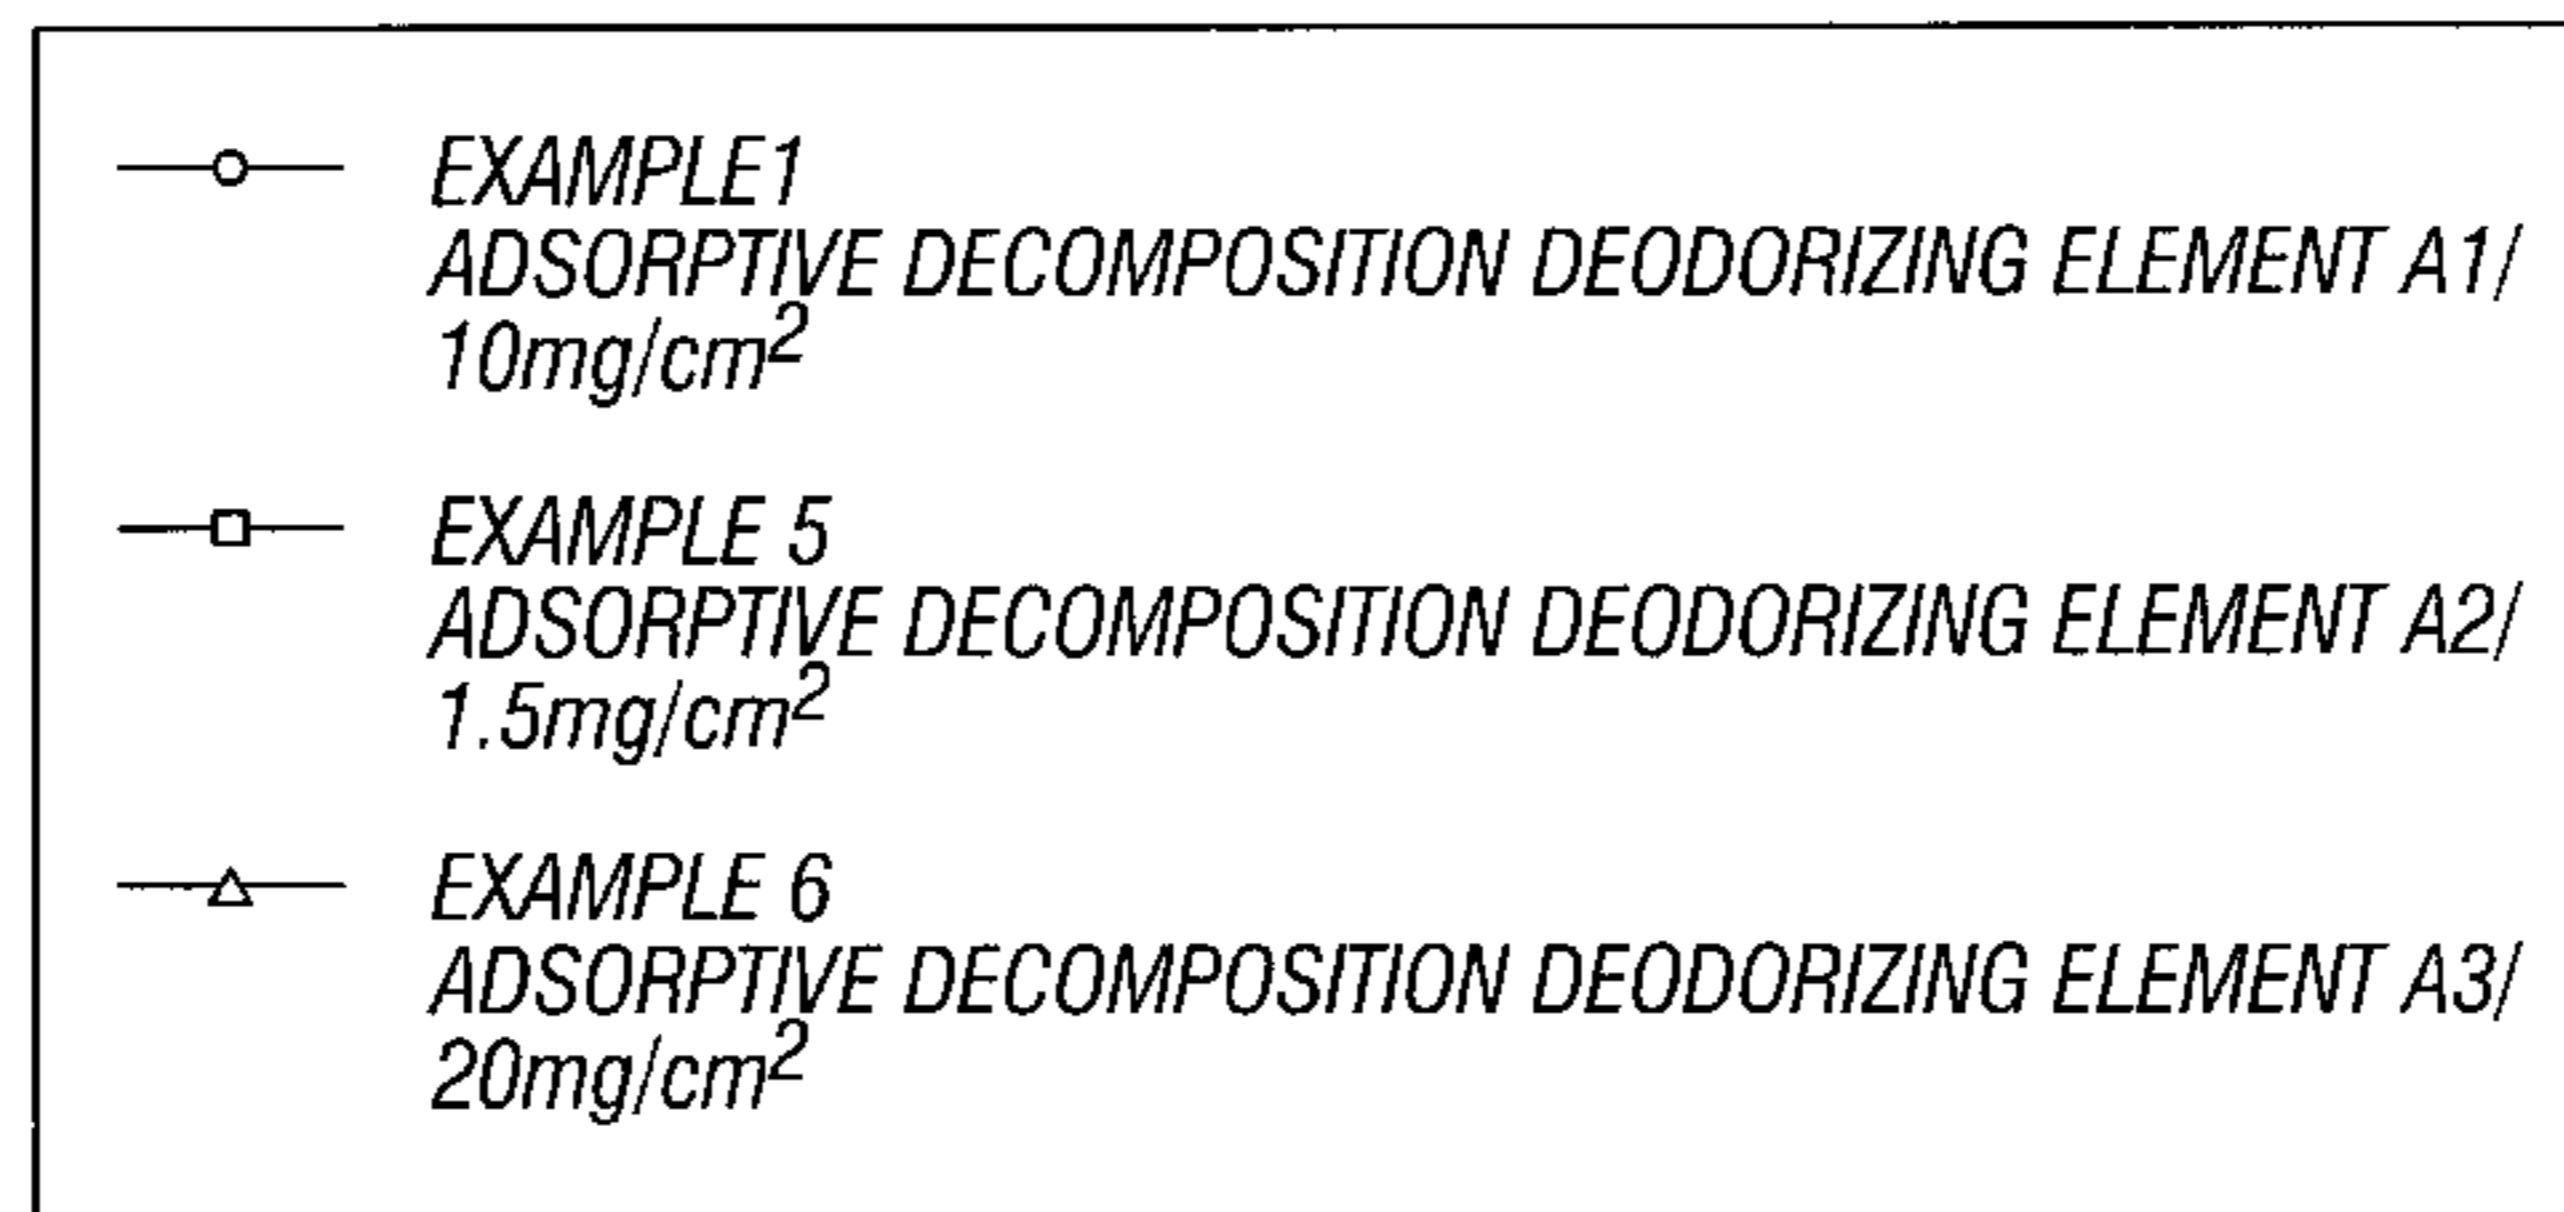 EXAMPLE1
ADSORPTIVE DECOMPOSITION DEODORIZING ELEMENT A1/
10mg/cm²
EXAMPLE 5
ADSORPTIVE DECOMPOSITION DEODORIZING ELEMENT A2/
1.5mg/cm²
EXAMPLE 6
ADSORPTIVE DECOMPOSITION DEODORIZING ELEMENT A3/
20mg/cm²